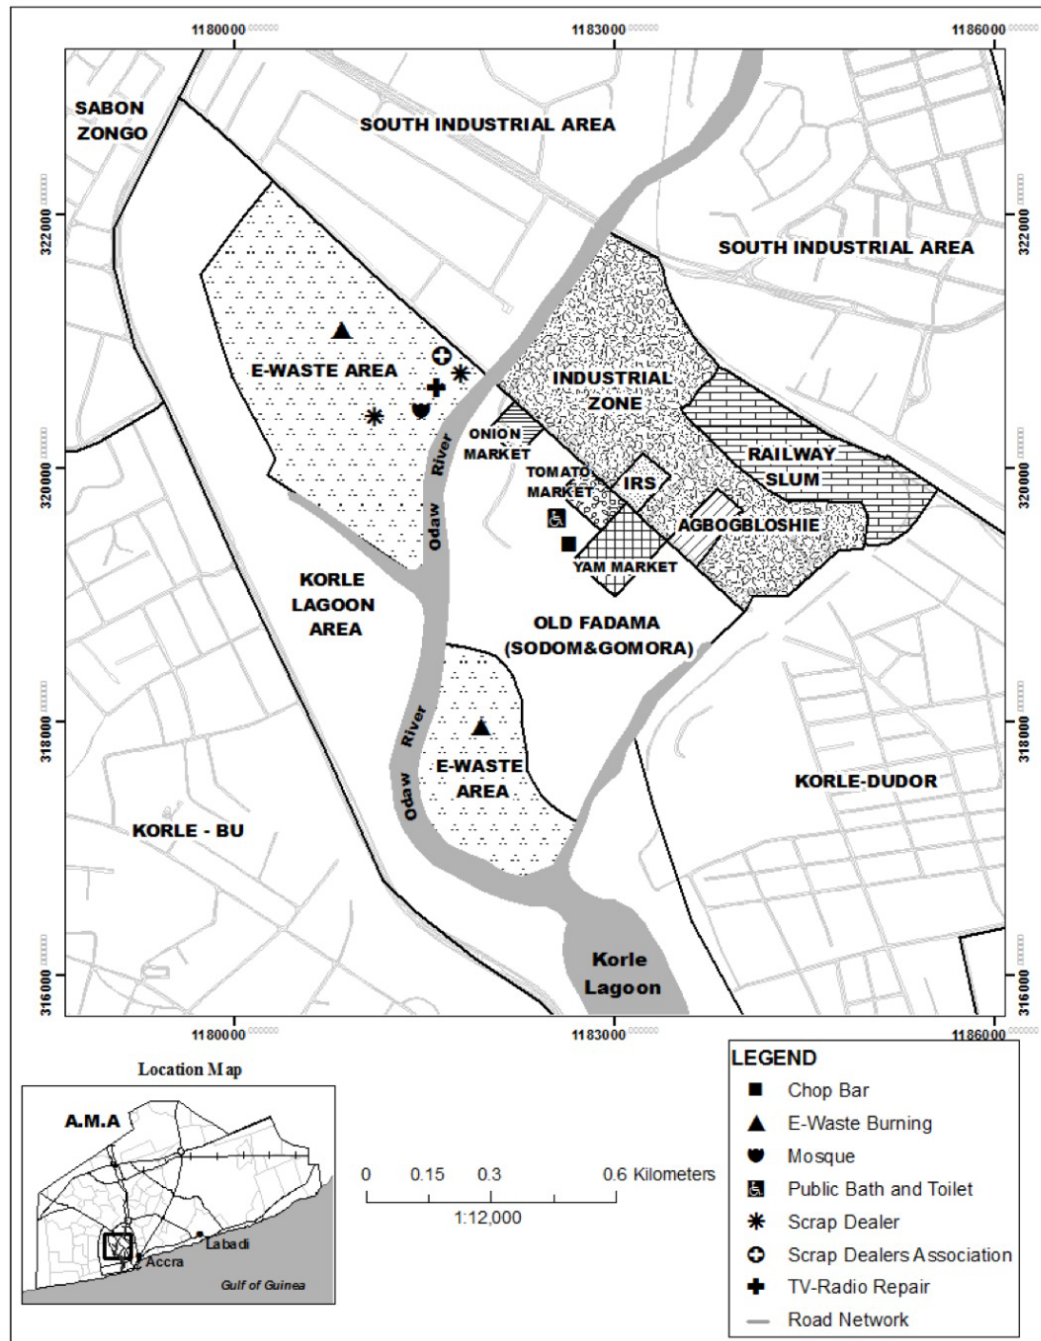 1180000
1183000
1186000
SABON
ZONGO
SOUTH INDUSTRIAL AREA
322000
322000
SOUTH INDUSTRIAL AREA
E-WASTE AREA
INDUSTRIAL
ZONE
ONION
MARKET
RAILWAY
SLUM
320000
320000
TOMATO
MARKET
IRS
Odaw River
AGBOGBLOSHIE
YAM MARKET
KORLE
LAGOON
AREA
OLD FADAMA
(SODOM&GOMORA)
318000
318000
Odaw River
E-WASTE
AREA
KORLE-DUDOR
KORLE - BU
Korle
Lagoon
316000
316000
1180000
1183000
1186000
Location Map
A.M.A
Labadi
Accra
Gulf of Guinea
0 0.15 0.3 0.6 Kilometers
1:12,000
LEGEND
Chop Bar
E-Waste Burning
Mosque
Public Bath and Toilet
Scrap Dealer
Scrap Dealers Association
TV-Radio Repair
Road Network